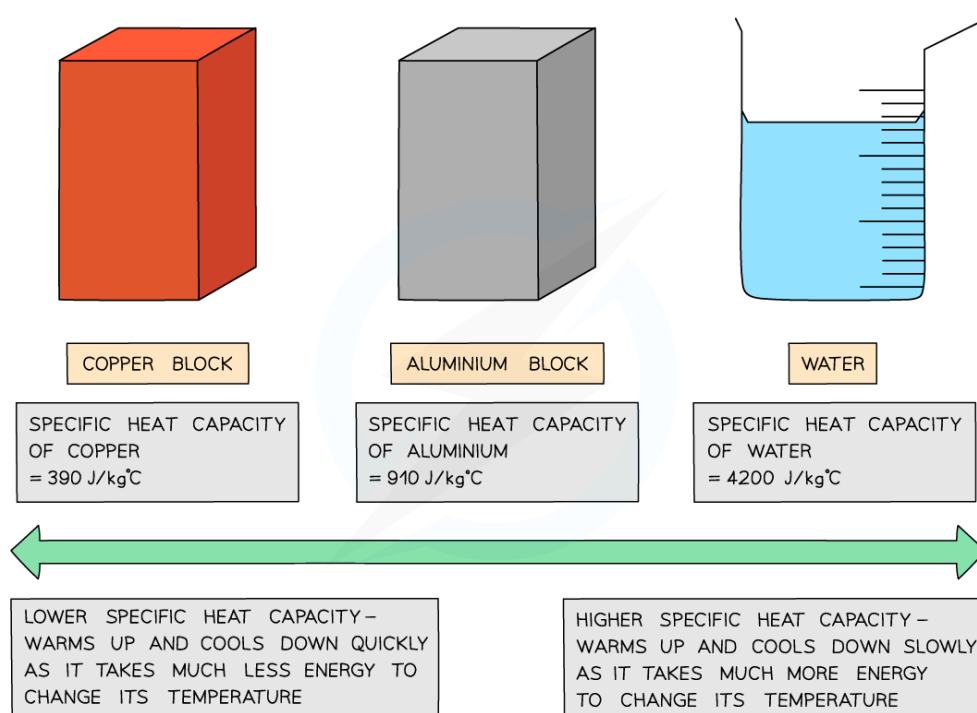 COPPER BLOCK
ALUMINIUM BLOCK
WATER
SPECIFIC HEAT CAPACITY
OF COPPER
= 390 J/kg°C
SPECIFIC HEAT CAPACITY
OF ALUMINIUM
= 910 J/kg°C
SPECIFIC HEAT CAPACITY
OF WATER
= 4200 J/kg°C
LOWER SPECIFIC HEAT CAPACITY –
WARMS UP AND COOLS DOWN QUICKLY
AS IT TAKES MUCH LESS ENERGY TO
CHANGE ITS TEMPERATURE
HIGHER SPECIFIC HEAT CAPACITY –
WARMS UP AND COOLS DOWN SLOWLY
AS IT TAKES MUCH MORE ENERGY
TO CHANGE ITS TEMPERATURE